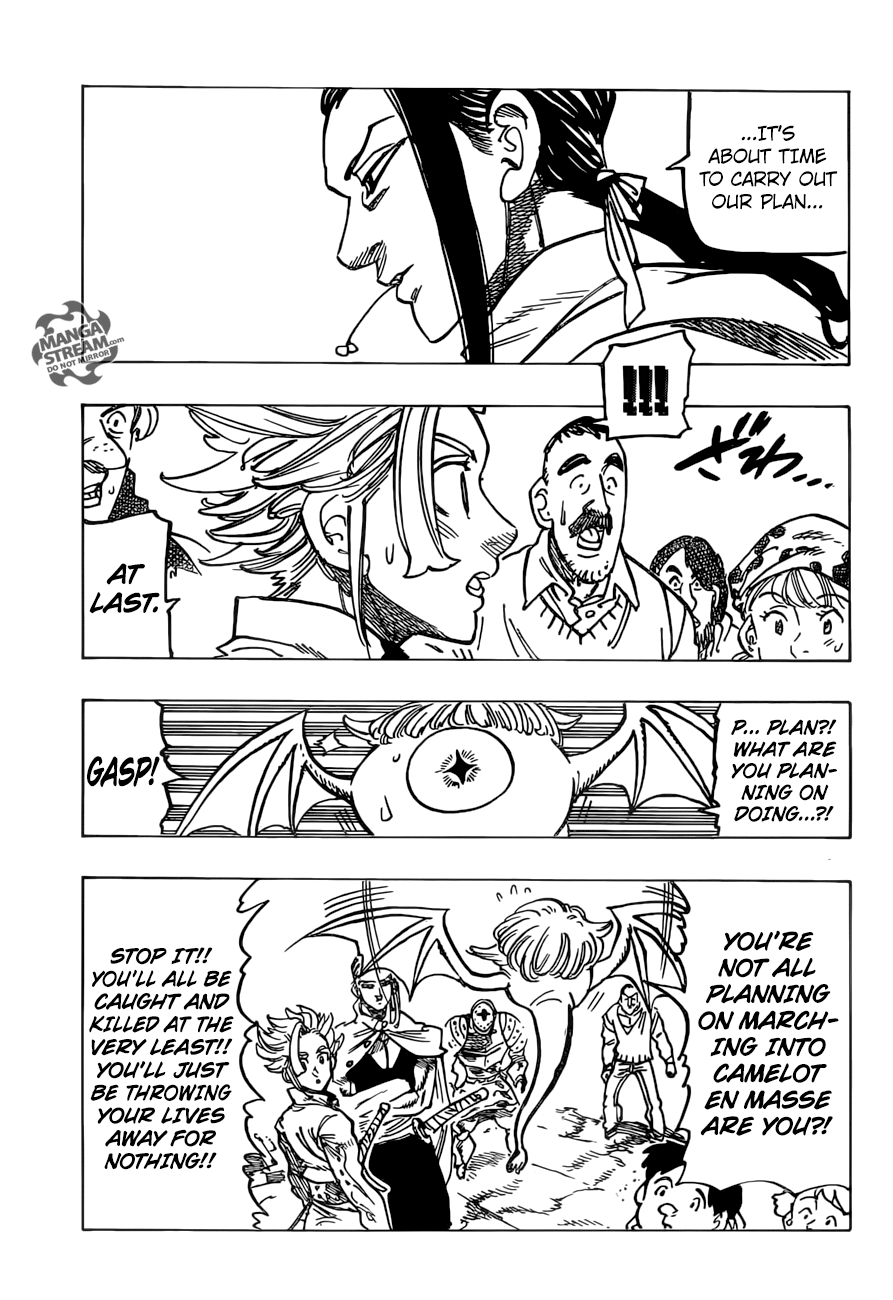 ...IT'S
ABOUT TIME
TO CARRY OUT
OUR PLAN...
MANGA
STREAM.com
DO NOT MIRROR
!!!
ざわ...
AT
LAST.
P... PLAN?!
WHAT ARE
YOU PLAN-
NING ON
DOING...?!
GASP!
YOU'RE
NOT ALL
PLANNING
ON MARCH-
ING INTO
CAMELOT
EN MASSE
ARE YOU?!
STOP IT!!
YOU'LL ALL BE
CAUGHT AND
KILLED AT THE
VERY LEAST!!
YOU'LL JUST
BE THROWING
YOUR LIVES
AWAY FOR
NOTHING!!